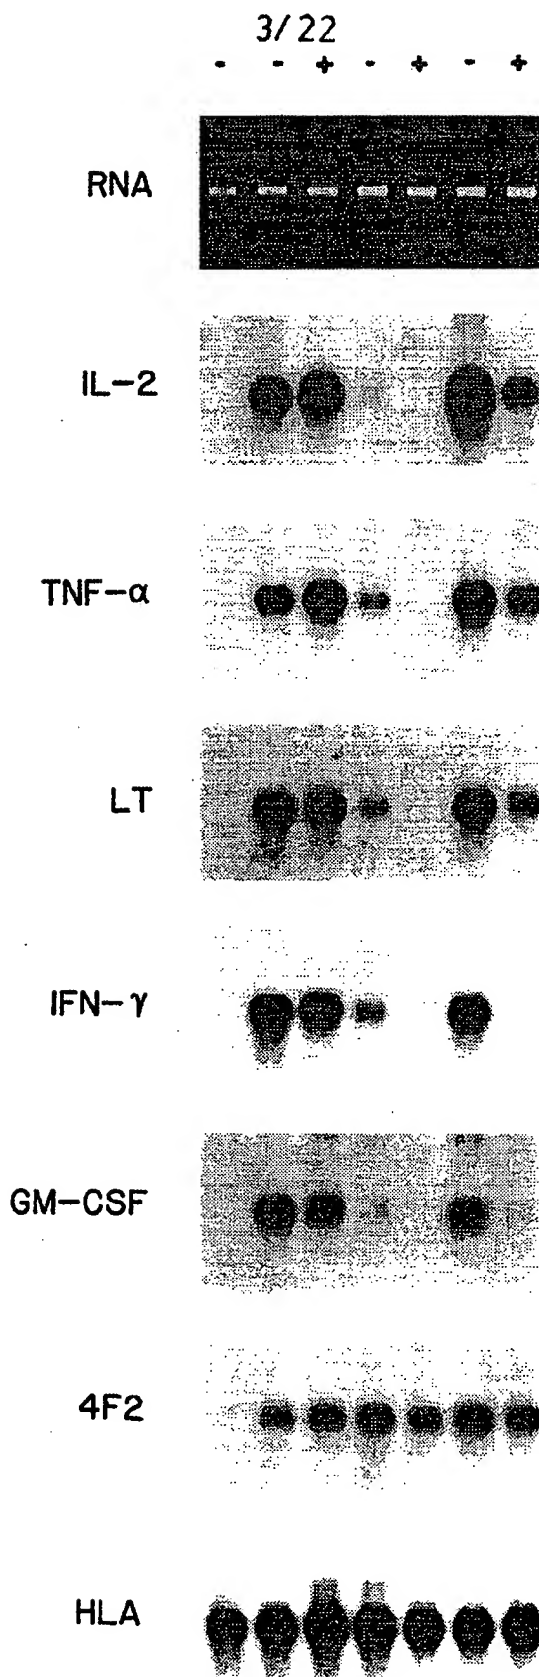 3/22
- - + - + - +
RNA
IL-2
TNF-α
LT
IFN-γ
GM-CSF
4F2
HLA